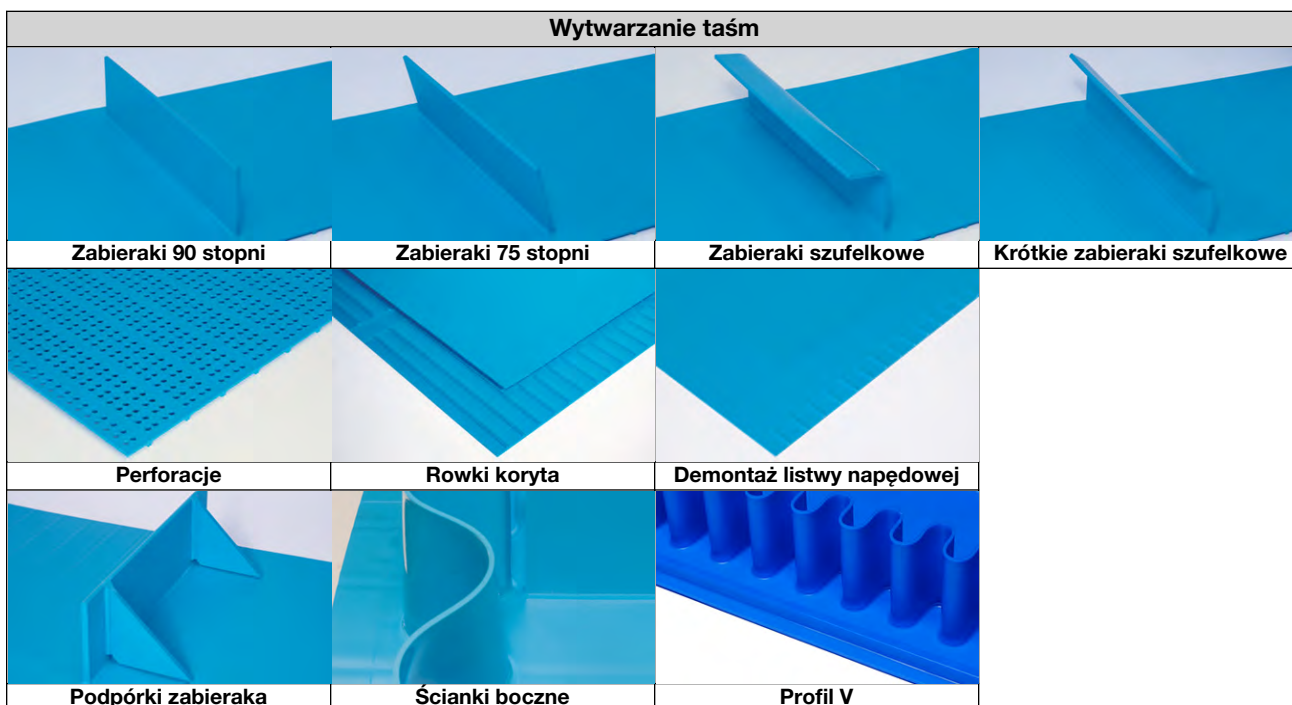 Wytwarzanie taśm
Zabieraki 90 stopni
Zabieraki 75 stopni
Zabieraki szufelkowe
Krótkie zabieraki szufelkowe
Perforacje
Rowki koryta
Demontaż listwy napędowej
Podpórki zabieraka
Ścianki boczne
Profil V